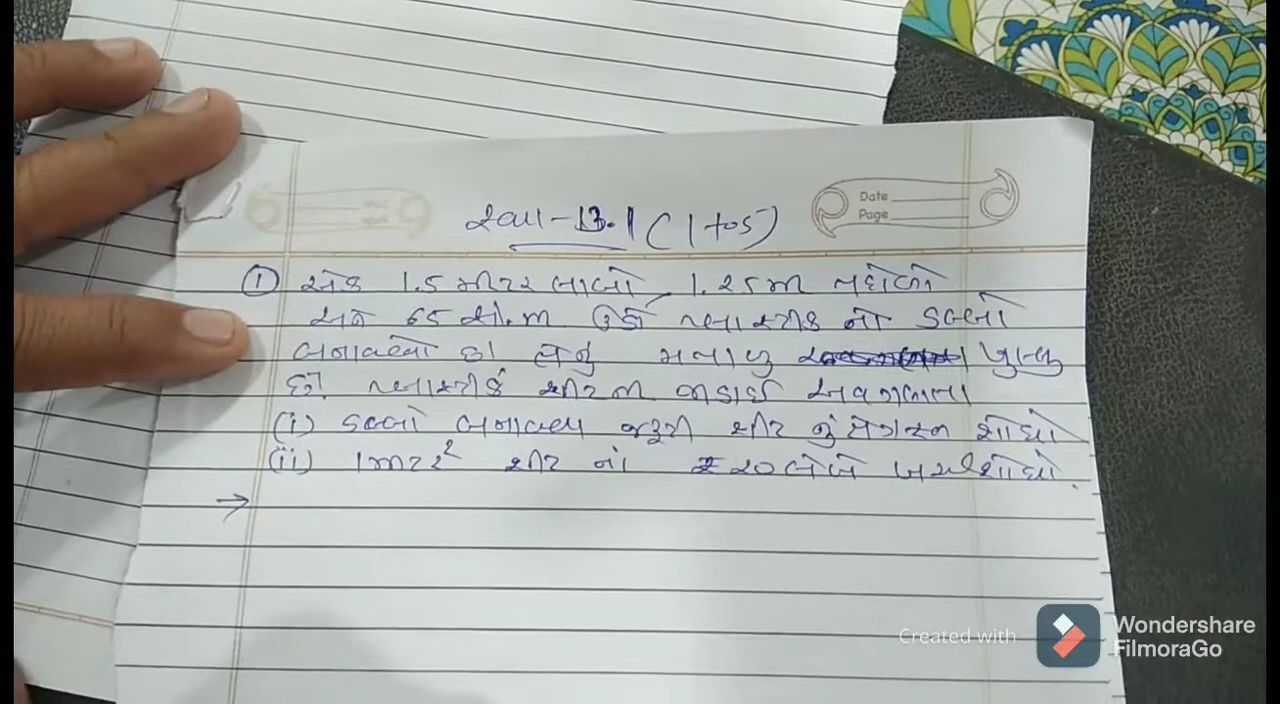 Date
Page
સ્વા-13.1 (1 to 5)
① એક 1.5 મીટર લાંબો, 1.25 મી પહોળો
અને 65 સે.મી ઊંડો પ્લાસ્ટીક નો ડબ્બો
બનાવવો છે. તેનું મથાળુ ખુલ્લુ
છે. પ્લાસ્ટીક શીટની જાડાઈ અવગણતા
(i) ડબ્બો બનાવવા જરૂરી શીટ નું ક્ષેત્રફળ શોધો
(ii) 1 મીટર² શીટ નાં ₹ 20 લેખે ખર્ચ શોધો.
→
Created with
Wondershare
FilmoraGo